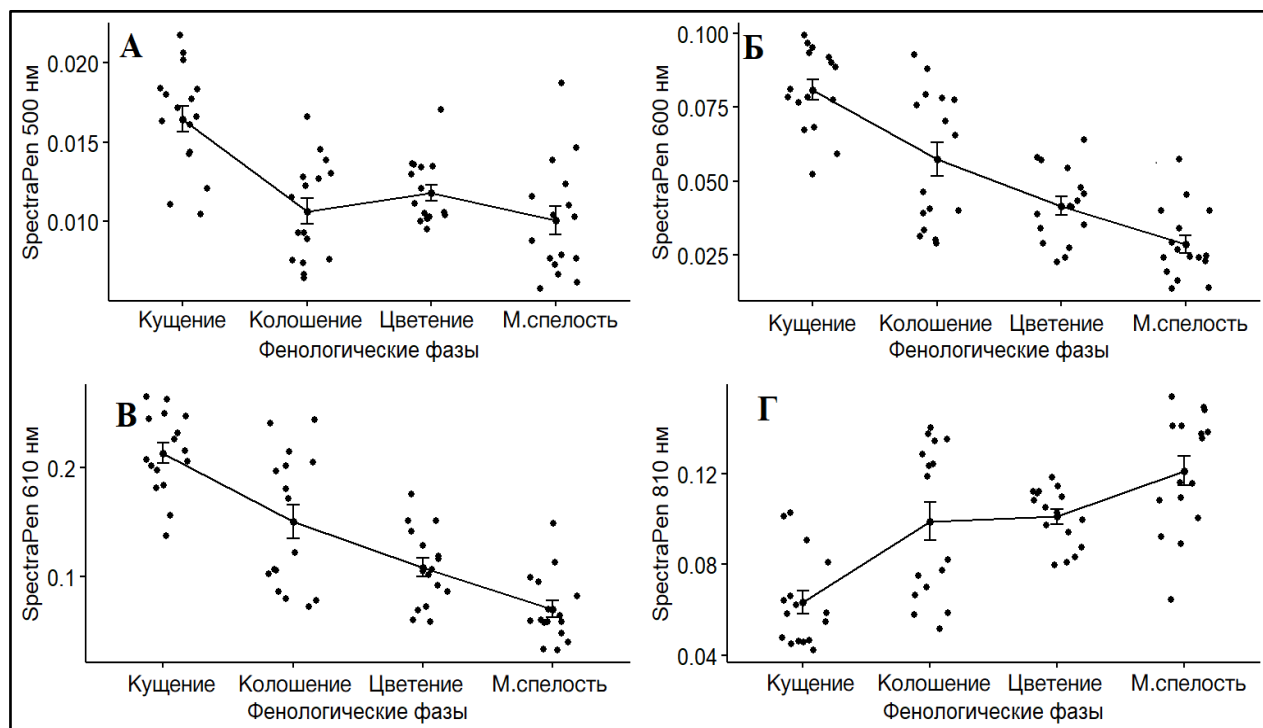 А
SpectraPen 500 нм
0.020
0.015
0.010
Кущение Колошение Цветение М.спелость
Фенологические фазы
Б
SpectraPen 600 нм
0.100
0.075
0.050
0.025
Кущение Колошение Цветение М.спелость
Фенологические фазы
В
SpectraPen 610 нм
0.2
0.1
Кущение Колошение Цветение М.спелость
Фенологические фазы
Г
SpectraPen 810 нм
0.12
0.08
0.04
Кущение Колошение Цветение М.спелость
Фенологические фазы